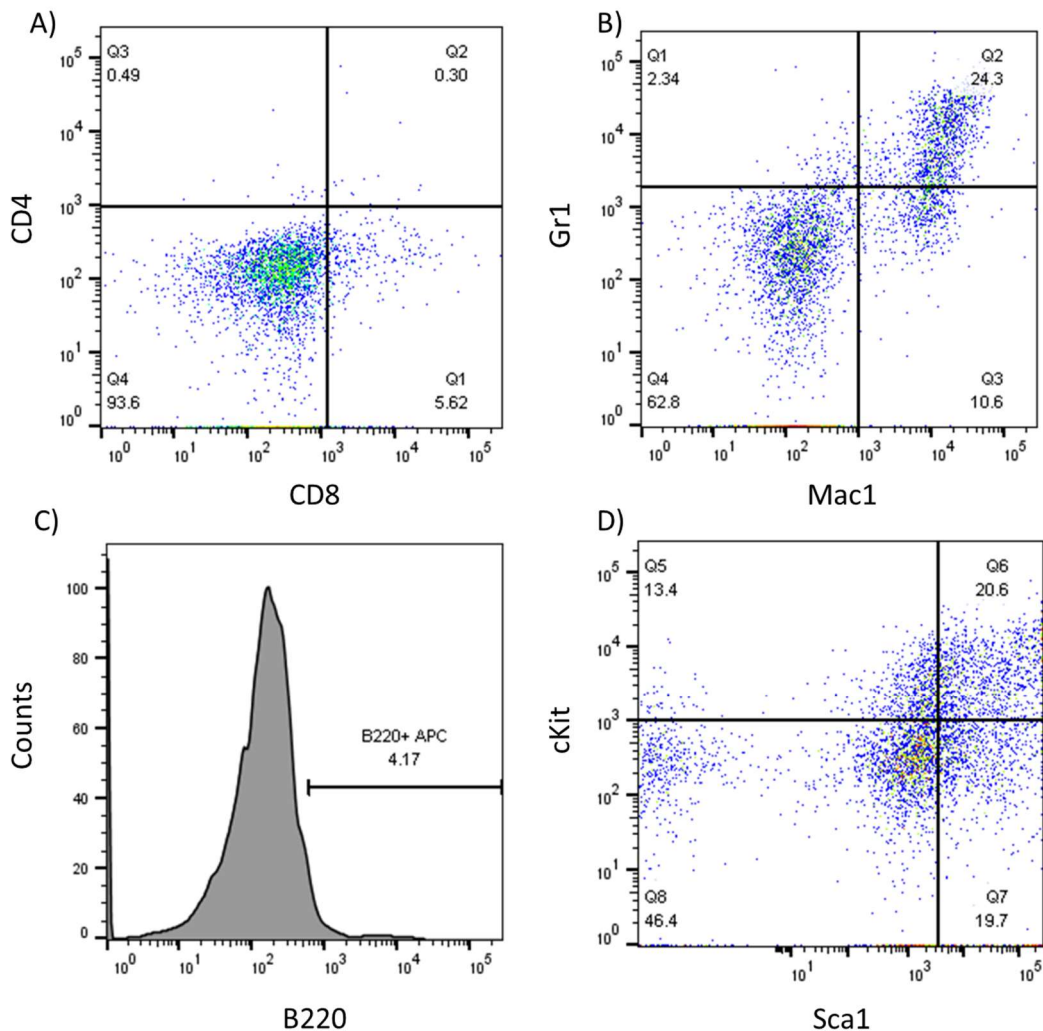 A)
Q3
0.49
Q2
0.30
Q4
93.6
Q1
5.62
CD4
10^5
10^4
10^3
10^2
10^1
10^0
10^0 10^1 10^2 10^3 10^4 10^5
CD8
B)
Q1
2.34
Q2
24.3
Q4
62.8
Q3
10.6
Gr1
10^5
10^4
10^3
10^2
10^1
10^0
10^0 10^1 10^2 10^3 10^4 10^5
Mac1
C)
Counts
100
80
60
40
20
0
B220+ APC
4.17
10^0 10^1 10^2 10^3 10^4 10^5
B220
D)
Q5
13.4
Q6
20.6
Q8
46.4
Q7
19.7
cKit
10^5
10^4
10^3
10^2
10^1
10^0
10^1 10^3 10^5
Sca1